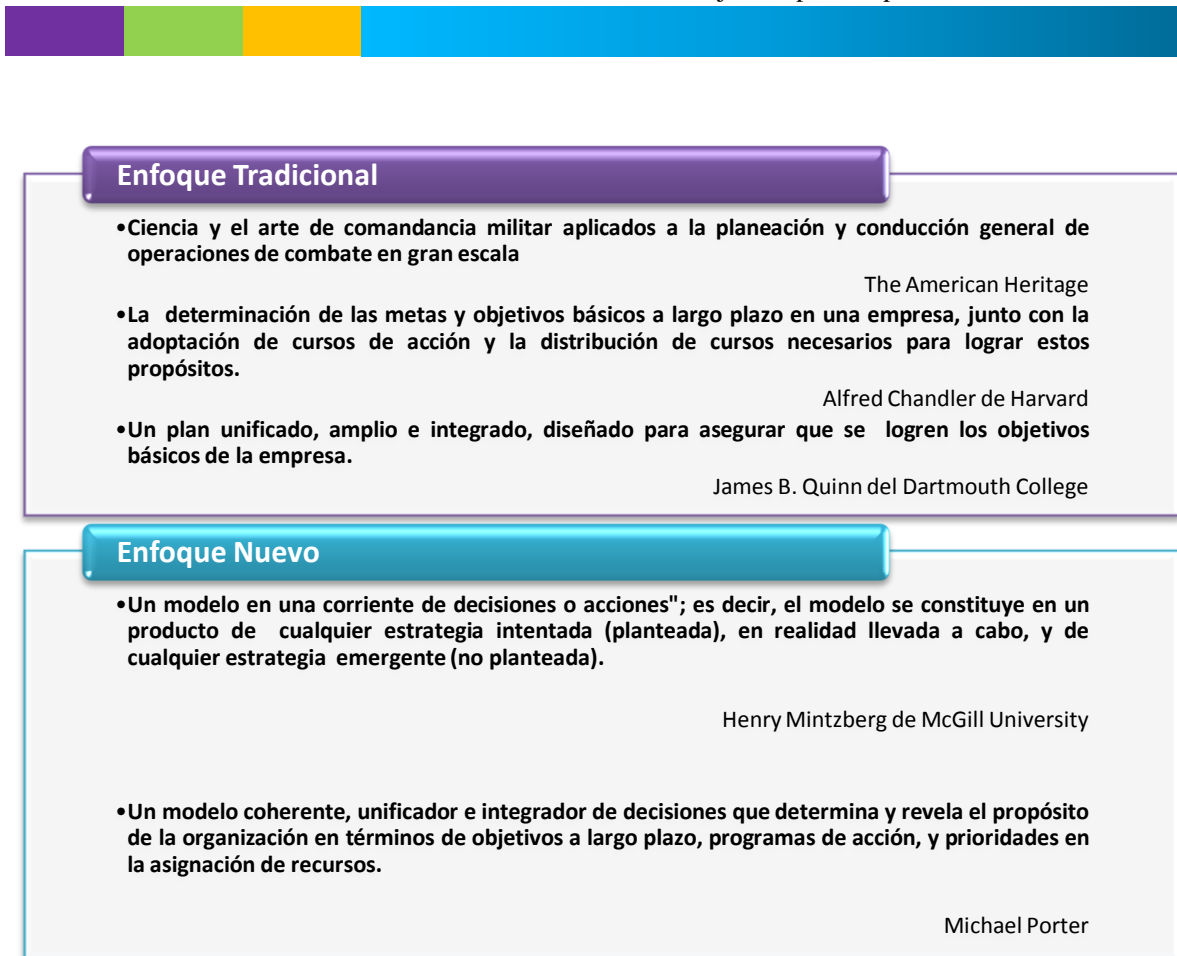 Enfoque Tradicional
•Ciencia y el arte de comandancia militar aplicados a la planeación y conducción general de
operaciones de combate en gran escala
The American Heritage
•La determinación de las metas y objetivos básicos a largo plazo en una empresa, junto con la
adoptación de cursos de acción y la distribución de cursos necesarios para lograr estos
propósitos.
Alfred Chandler de Harvard
•Un plan unificado, amplio e integrado, diseñado para asegurar que se logren los objetivos
básicos de la empresa.
James B. Quinn del Dartmouth College
Enfoque Nuevo
•Un modelo en una corriente de decisiones o acciones"; es decir, el modelo se constituye en un
producto de cualquier estrategia intentada (planteada), en realidad llevada a cabo, y de
cualquier estrategia emergente (no planteada).
Henry Mintzberg de McGill University
•Un modelo coherente, unificador e integrador de decisiones que determina y revela el propósito
de la organización en términos de objetivos a largo plazo, programas de acción, y prioridades en
la asignación de recursos.
Michael Porter